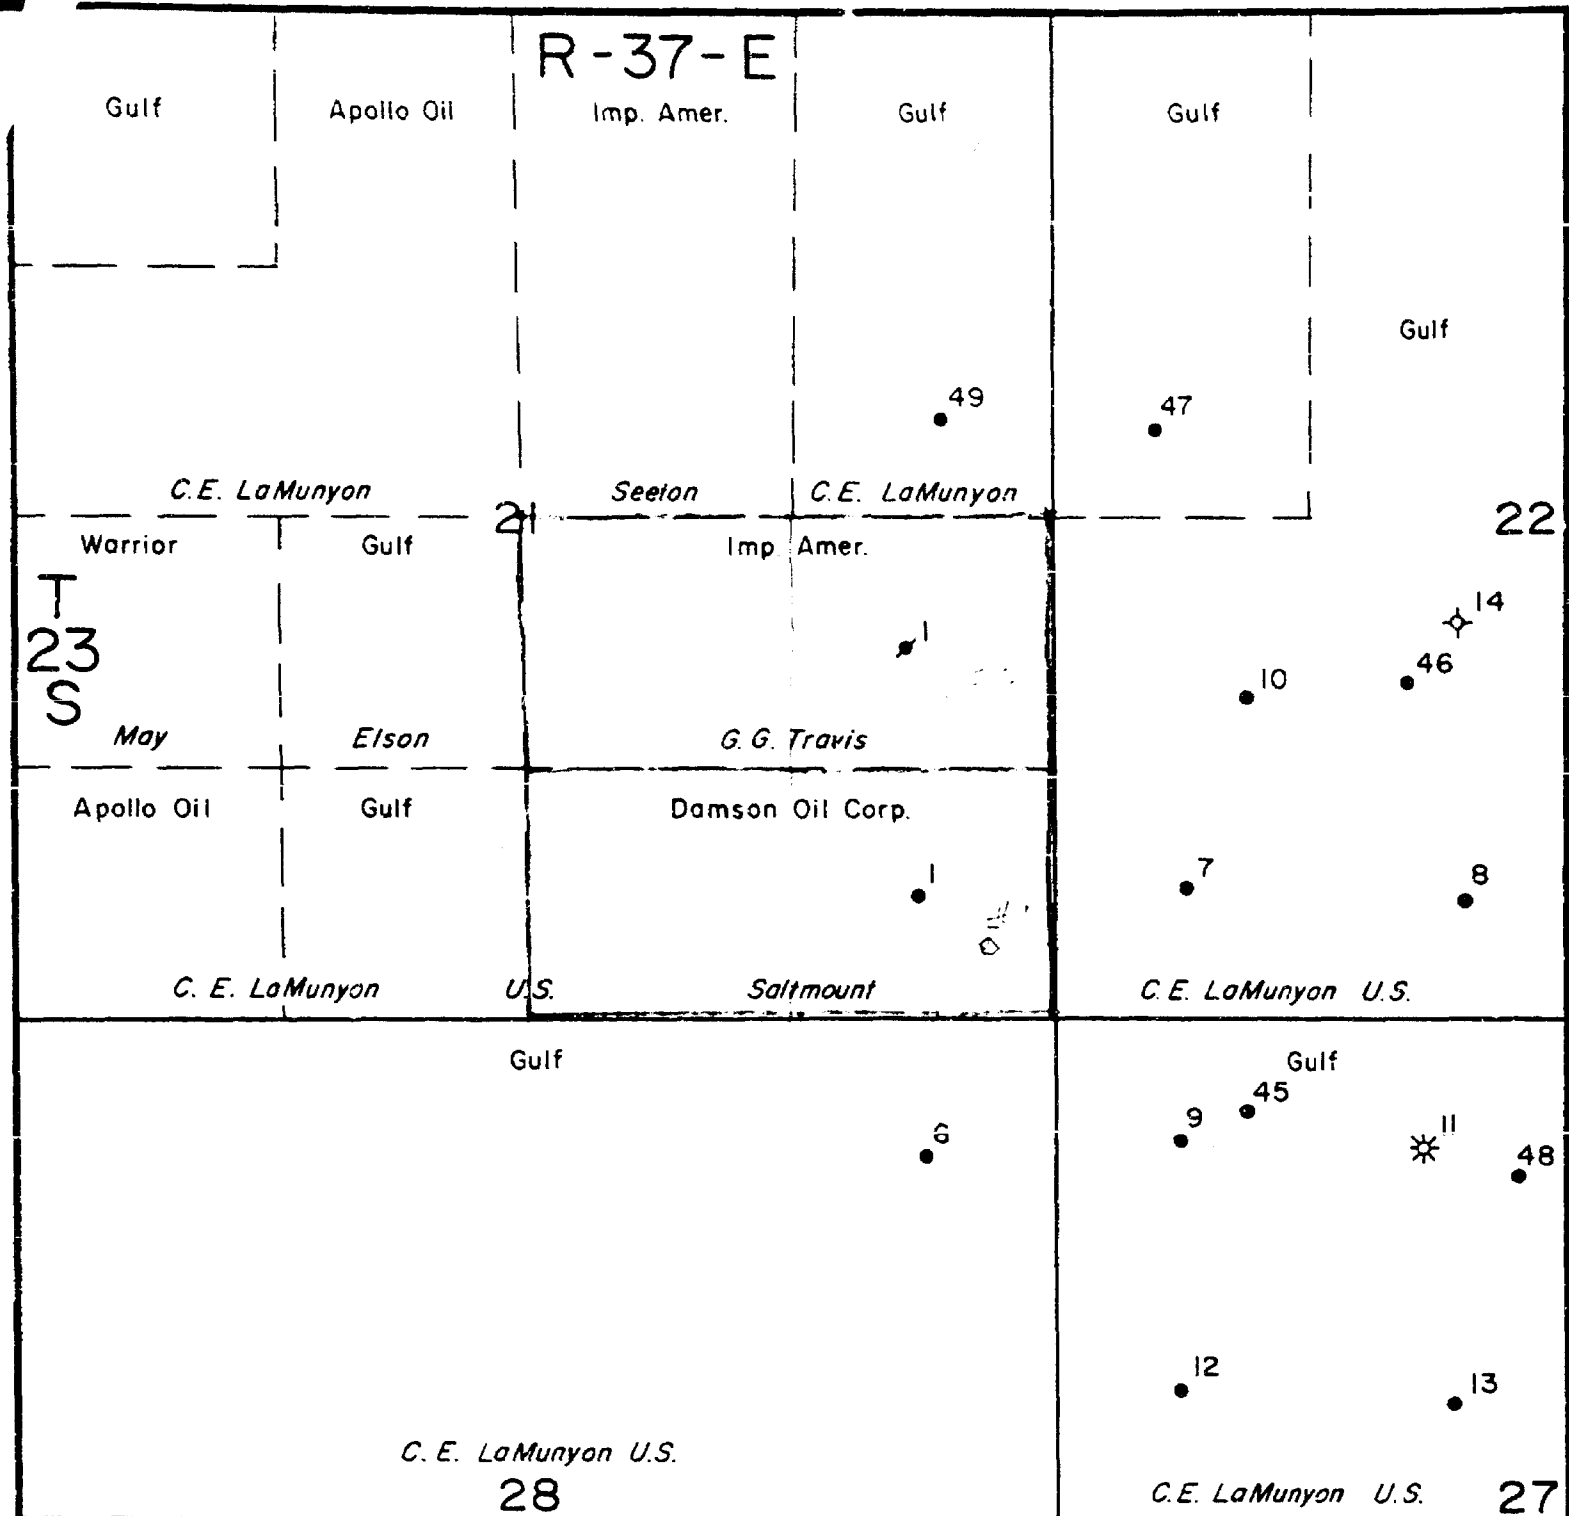 R-37-E
Gulf
Apollo Oil
Imp. Amer.
Gulf
Gulf
Gulf
49
47
C.E. LaMunyon
Seeton
C.E. LaMunyon
21
22
Warrior
Gulf
Imp. Amer.
T
23
S
1
14
46
10
May
Elson
G.G. Travis
Apollo Oil
Gulf
Damson Oil Corp.
1
7
8
C. E. LaMunyon
U.S.
Saltmount
C.E. LaMunyon U.S.
Gulf
Gulf
45
9
11
6
48
12
13
C. E. LaMunyon U.S.
28
C.E. LaMunyon U.S.
27